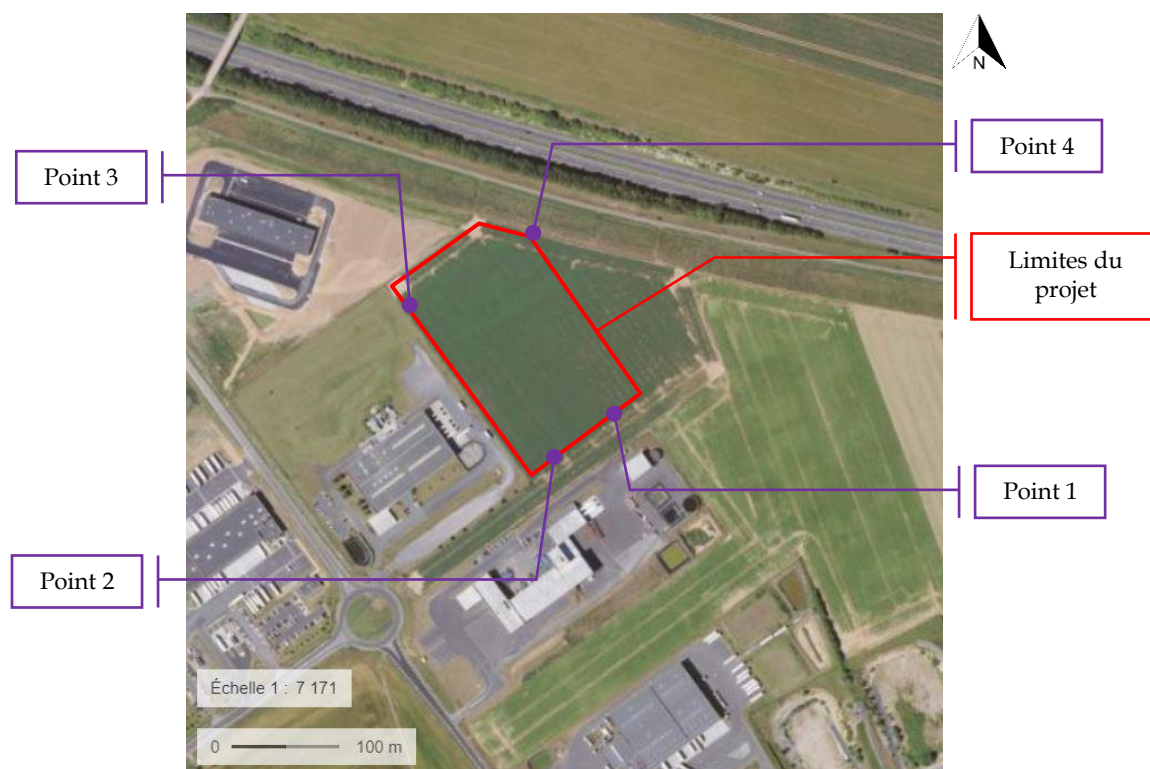 N
Point 4
Point 3
Limites du
projet
Point 1
Point 2
Échelle 1 : 7 171
0 100 m